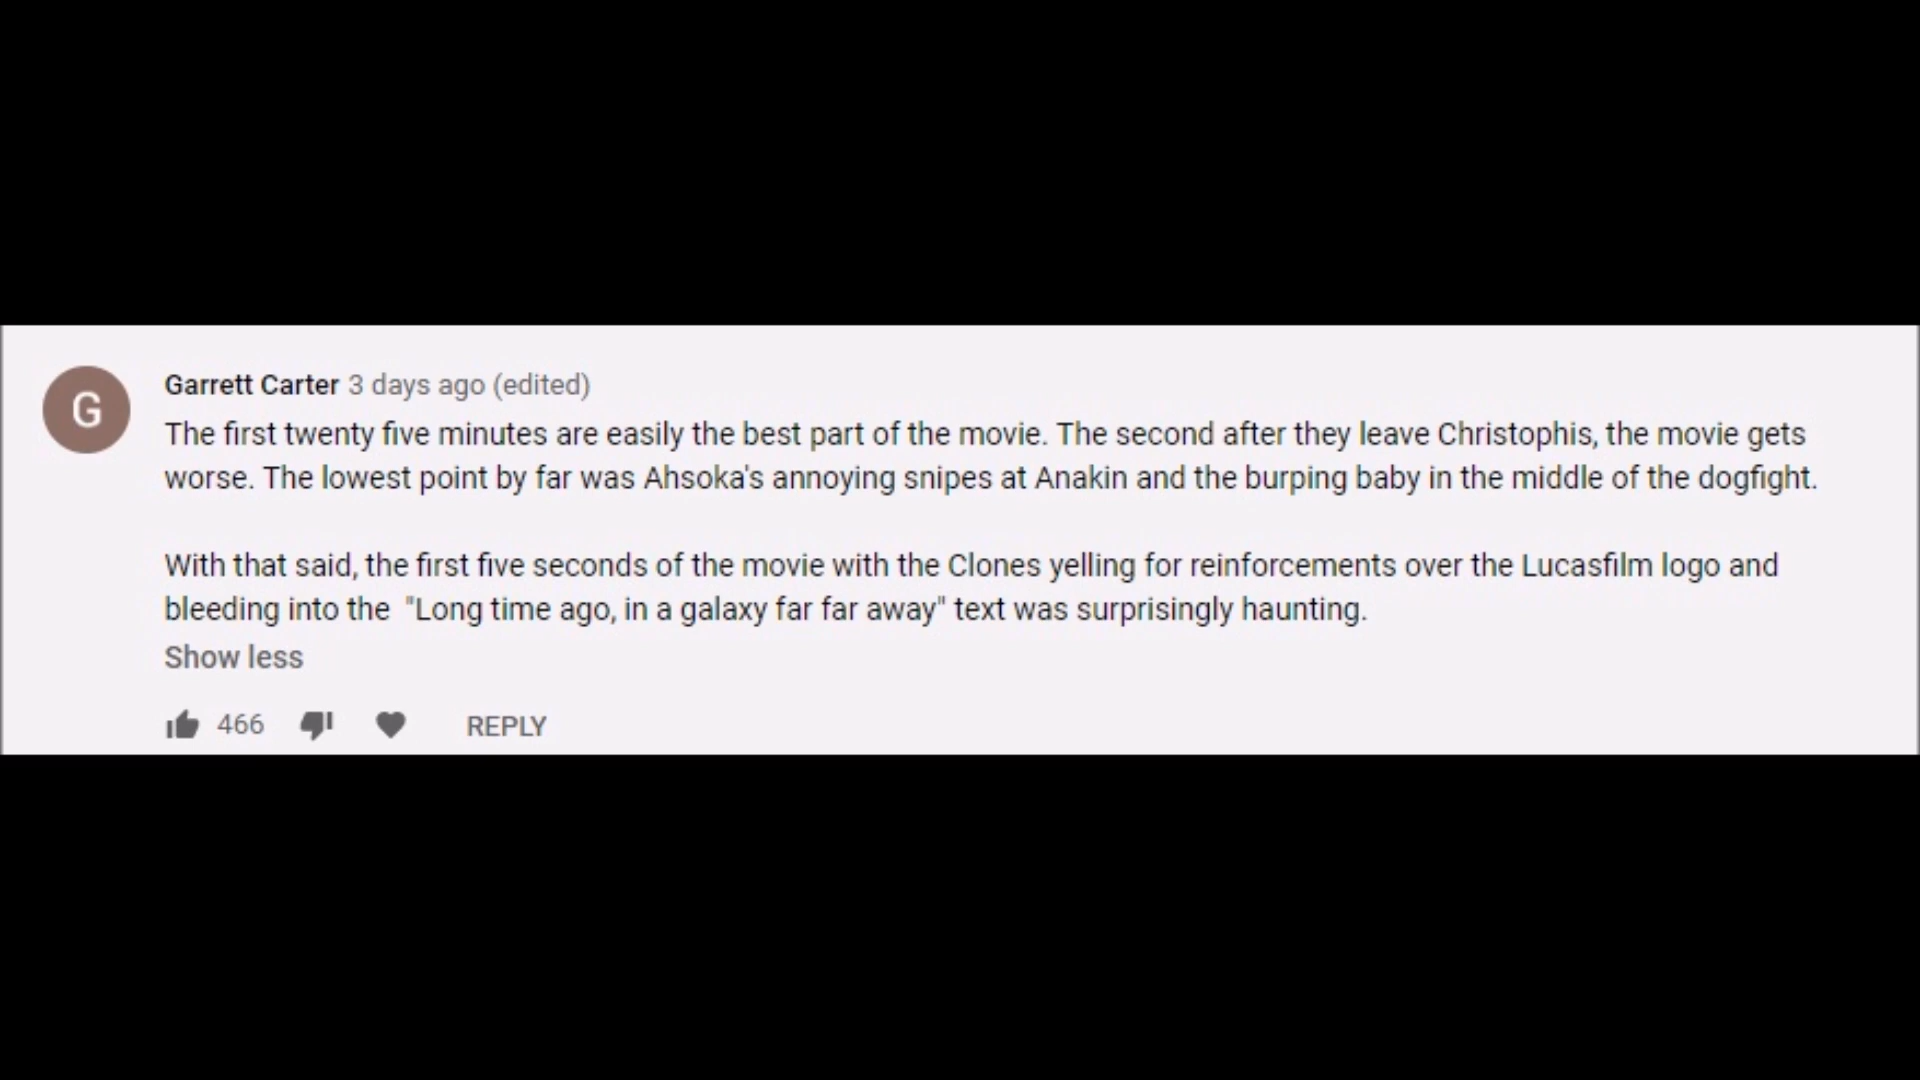 G
Garrett Carter 3 days ago (edited)
The first twenty five minutes are easily the best part of the movie. The second after they leave Christophis, the movie gets
worse. The lowest point by far was Ahsoka's annoying snipes at Anakin and the burping baby in the middle of the dogfight.
With that said, the first five seconds of the movie with the Clones yelling for reinforcements over the Lucasfilm logo and
bleeding into the  "Long time ago, in a galaxy far far away" text was surprisingly haunting.
Show less
466
REPLY